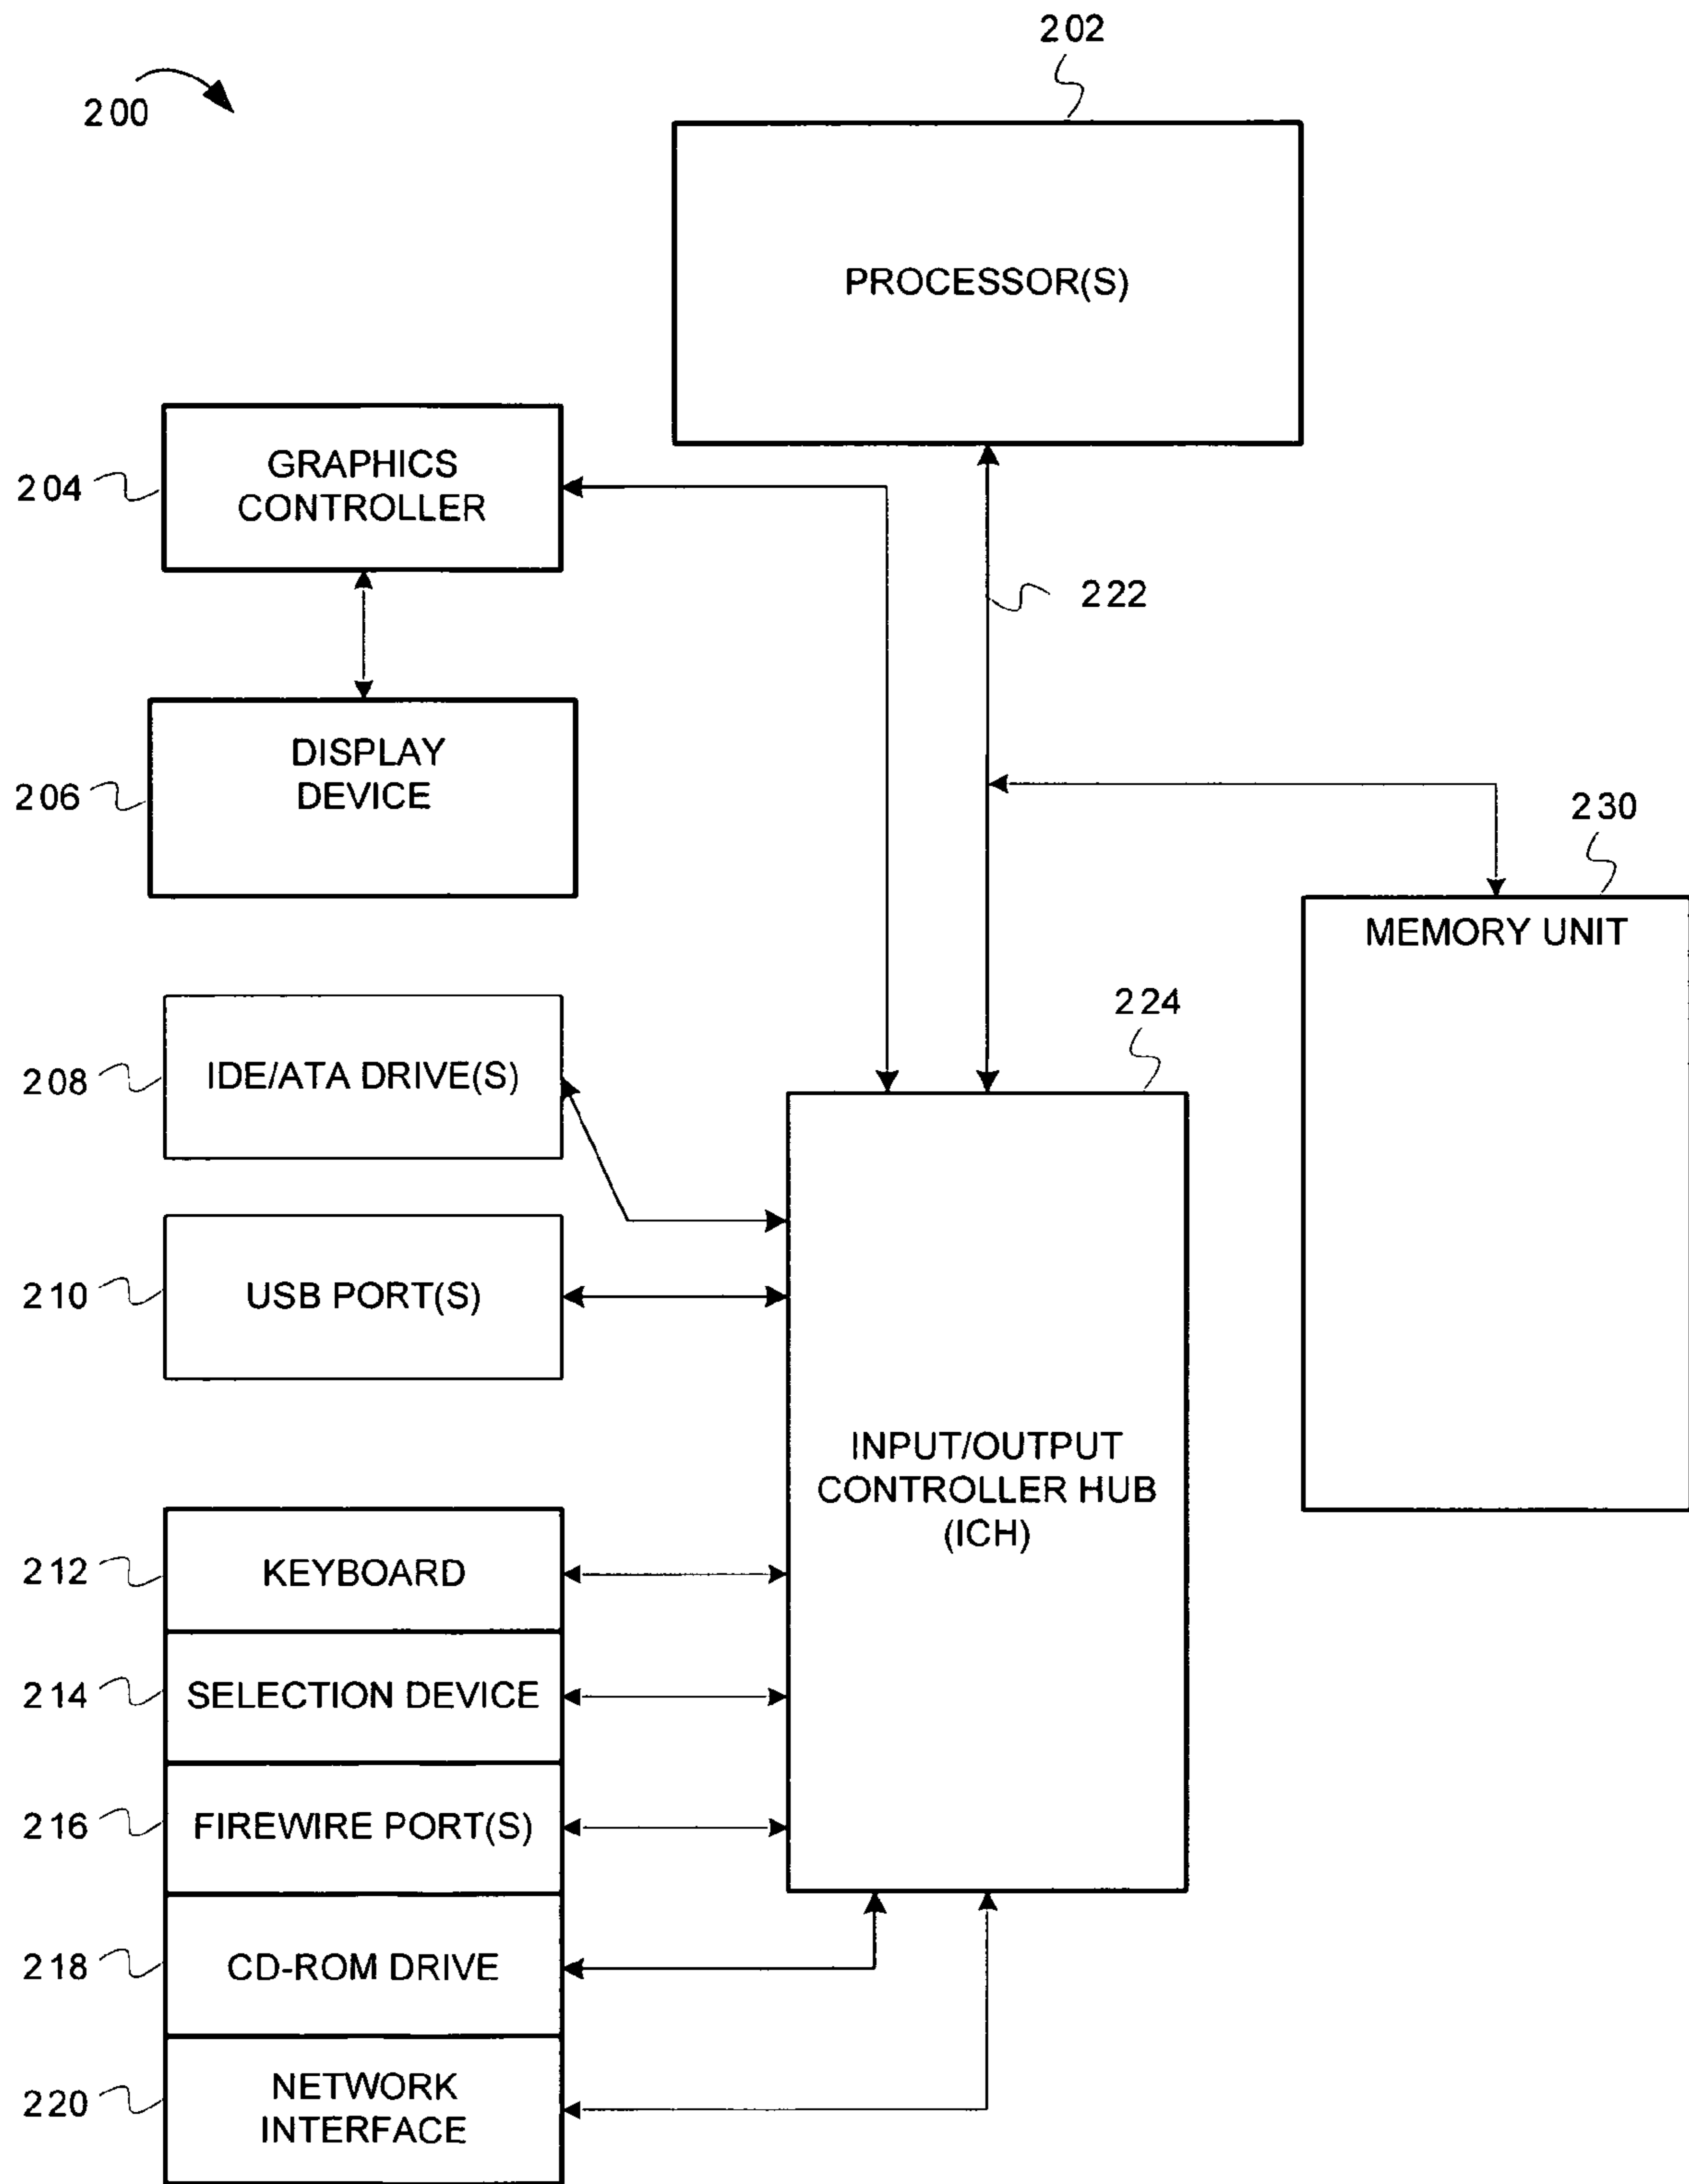 202
200
PROCESSOR(S)
204
GRAPHICS
CONTROLLER
222
206
DISPLAY
DEVICE
230
MEMORY UNIT
224
208
IDE/ATA DRIVE(S)
210
USB PORT(S)
INPUT/OUTPUT
CONTROLLER HUB
(ICH)
212
KEYBOARD
214
SELECTION DEVICE
216
FIREWIRE PORT(S)
218
CD-ROM DRIVE
220
NETWORK
INTERFACE